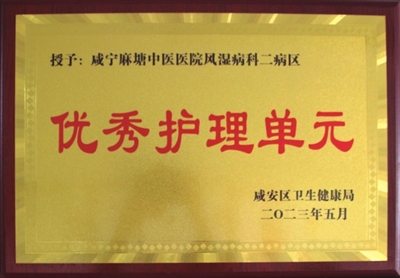 授予：咸宁麻塘中医医院风湿病科二病区
优秀护理单元
咸安区卫生健康局
二〇二三年五月